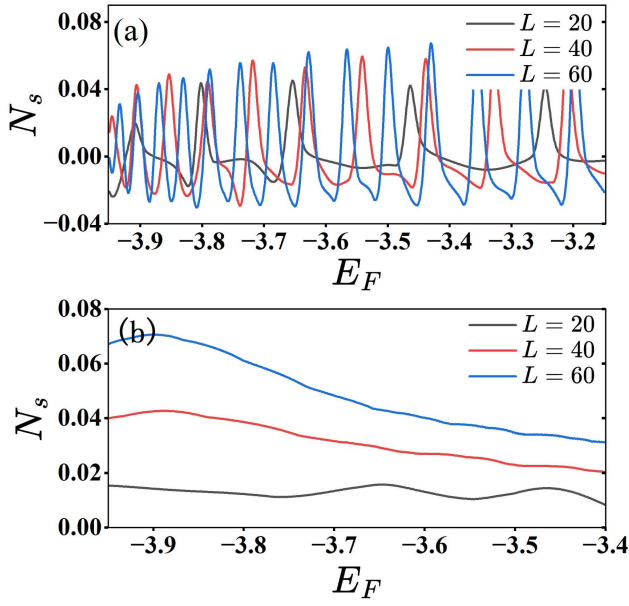 (a)
L = 20
L = 40
L = 60
N_s
0.08
0.04
0.00
−0.04
−3.9 −3.8 −3.7 −3.6 −3.5 −3.4 −3.3 −3.2
E_F
(b)
L = 20
L = 40
L = 60
N_s
0.08
0.06
0.04
0.02
0.00
−3.9 −3.8 −3.7 −3.6 −3.5 −3.4
E_F